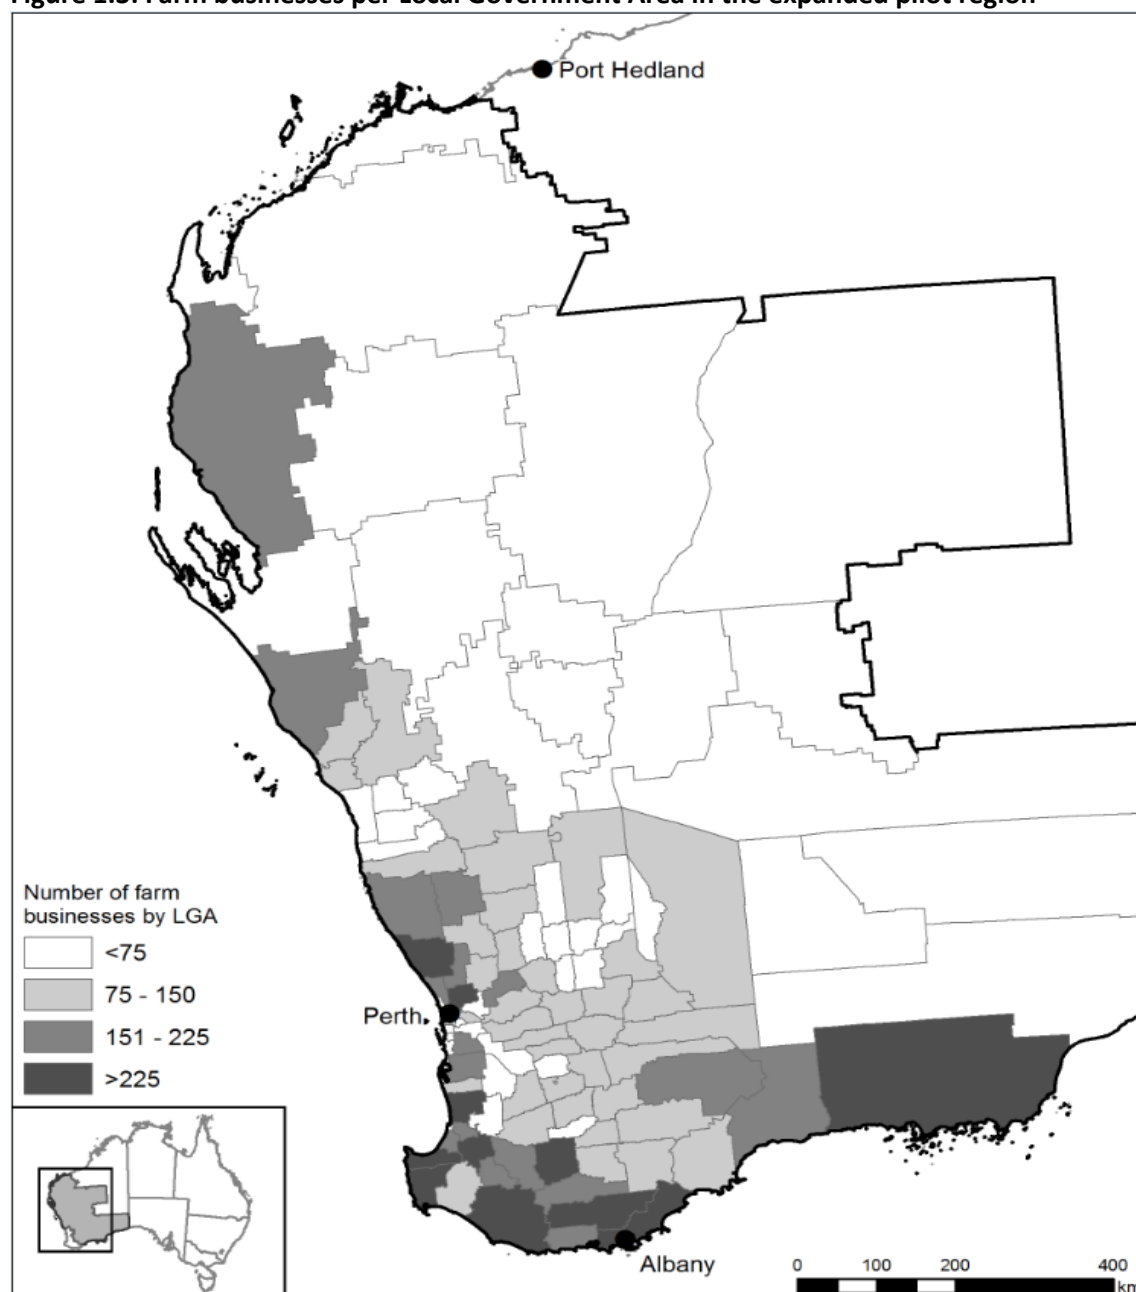 Figure 1.3: Farm businesses per Local Government Area in the expanded pilot region
Port Hedland
Number of farm
businesses by LGA
<75
75 - 150
151 - 225
>225
Perth
Albany
0 100 200 400
km